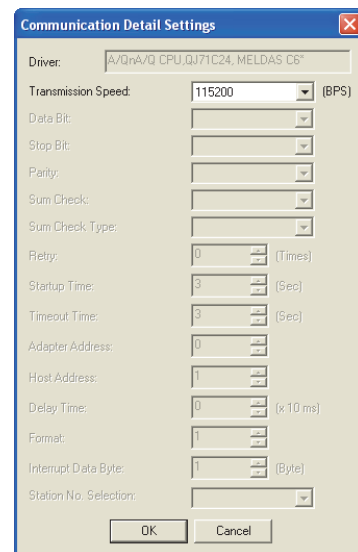 Communication Detail Settings
Driver: A/QnA/Q CPU,QJ71C24, MELDAS C6*
Transmission Speed: 115200 (BPS)
Data Bit:
Stop Bit:
Parity:
Sum Check:
Sum Check Type:
Retry: 0 (Times)
Startup Time: 3 (Sec)
Timeout Time: 3 (Sec)
Adapter Address: 0
Host Address: 1
Delay Time: 0 (x 10 ms)
Format: 1
Interrupt Data Byte: 1 (Byte)
Station No. Selection:
OK Cancel